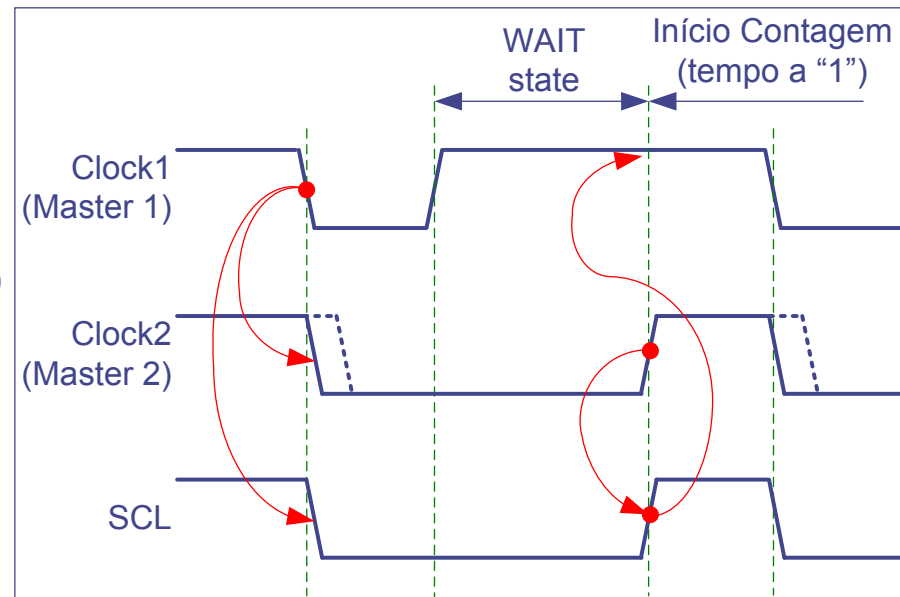 WAIT
state
Início Contagem
(tempo a “1”)
Clock1
(Master 1)
Clock2
(Master 2)
SCL